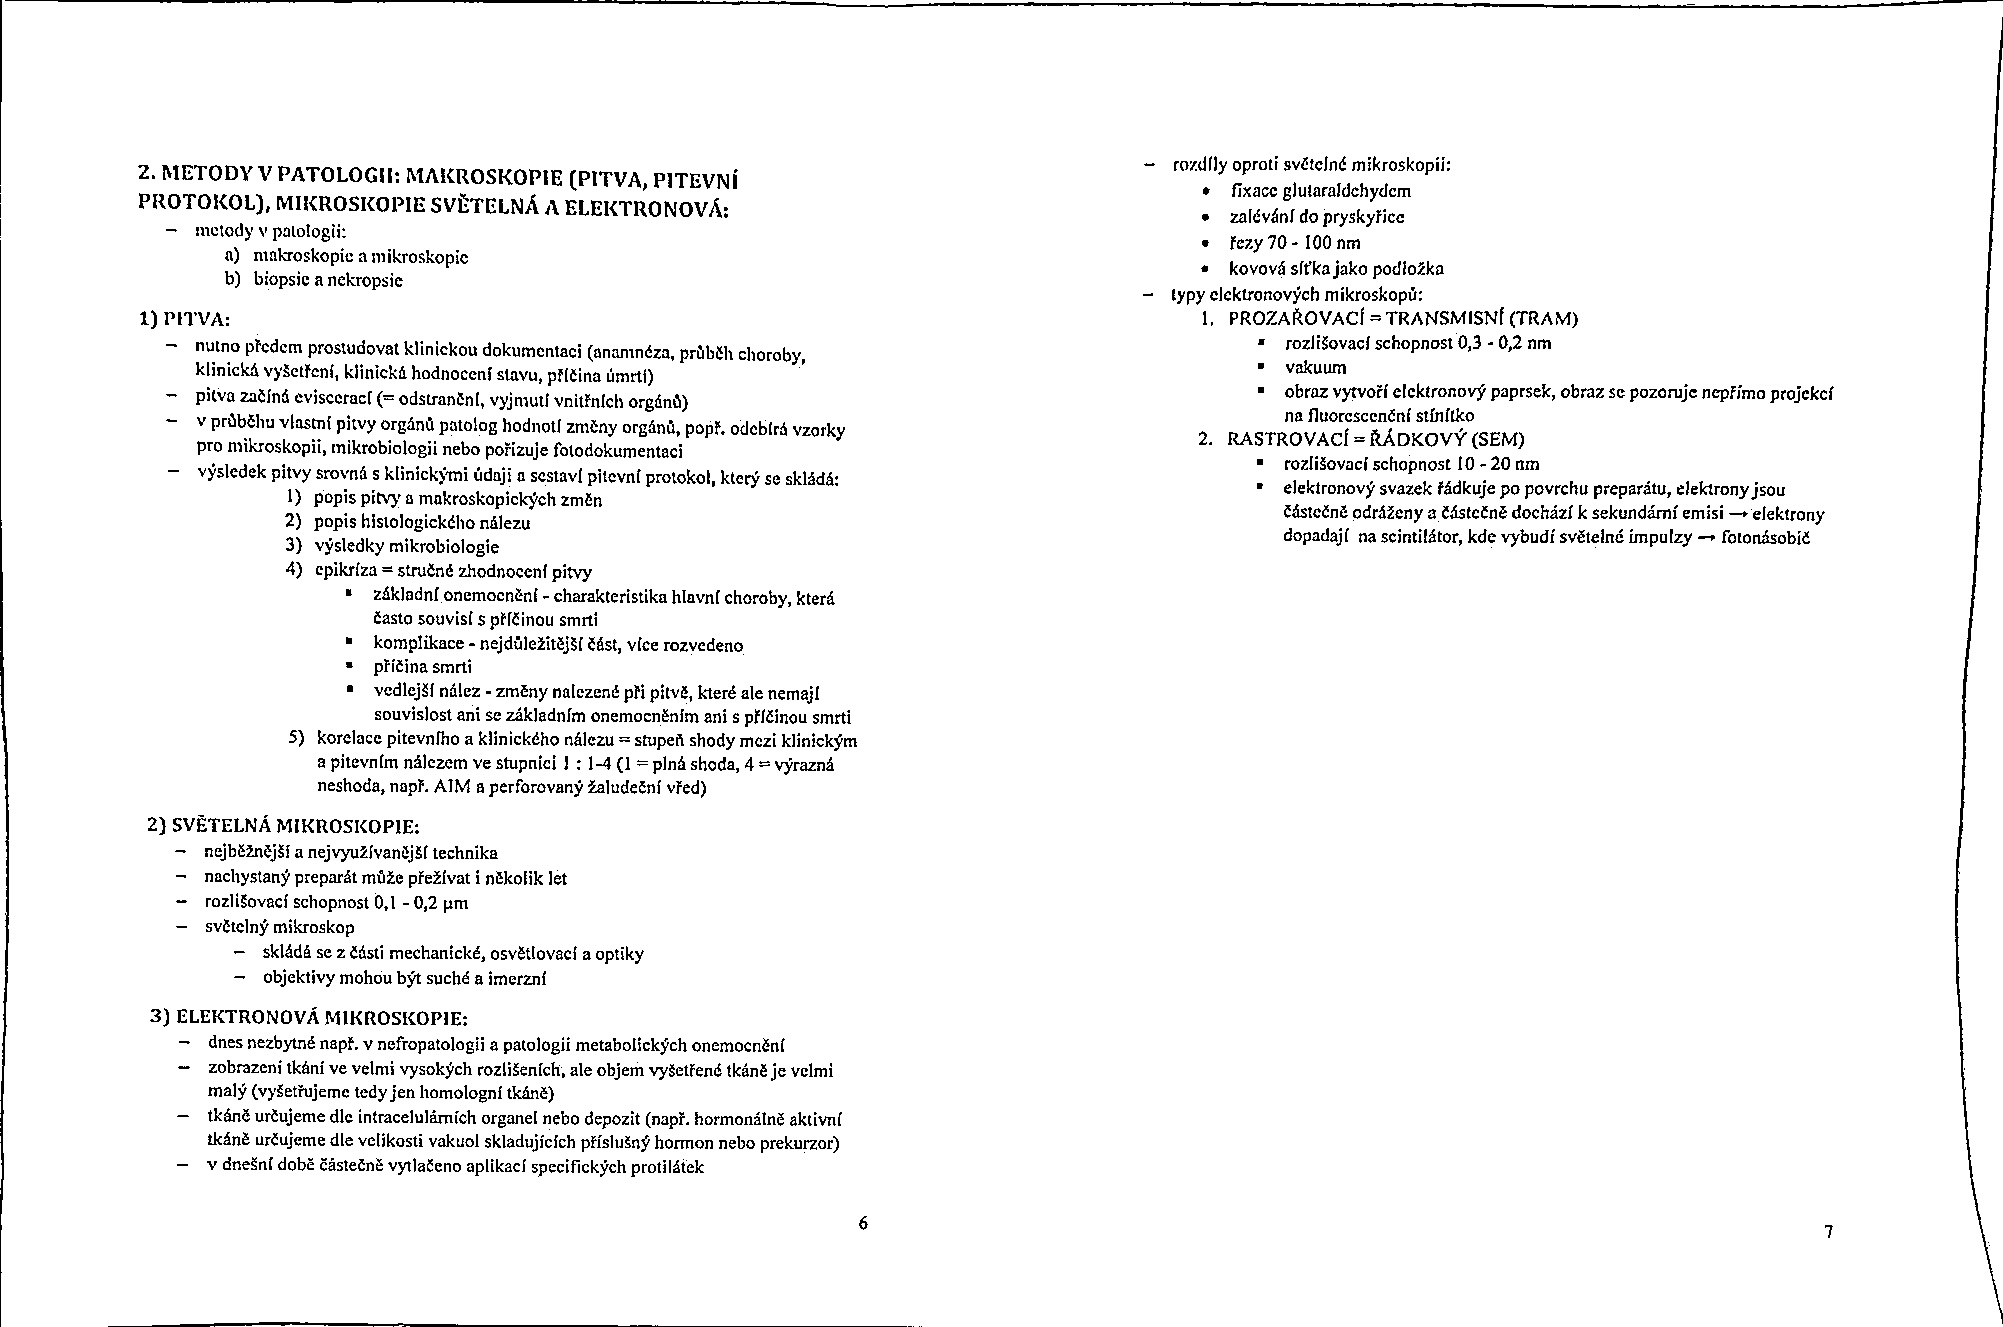 2. METODY V PATOLOGII: MAKROSKOPIE (PITVA, PITEVNÍ
PROTOKOL), MIKROSKOPIE SVĚTELNÁ A ELEKTRONOVÁ:
– metody v patologii:
a) makroskopie a mikroskopie
b) biopsie a nekropsie
1) PITVA:
– nutno předem prostudovat klinickou dokumentaci (anamnéza, průběh choroby,
klinická vyšetření, klinická hodnocení stavu, příčina úmrtí)
– pitva začíná eviscerací (= odstranění, vyjmutí vnitřních orgánů)
– v průběhu vlastní pitvy orgánů patolog hodnotí změny orgánů, popř. odebírá vzorky
pro mikroskopii, mikrobiologii nebo pořizuje fotodokumentaci
– výsledek pitvy srovná s klinickými údaji a sestaví pitevní protokol, který se skládá:
1) popis pitvy a makroskopických změn
2) popis histologického nálezu
3) výsledky mikrobiologie
4) epikríza = stručné zhodnocení pitvy
▪ základní onemocnění - charakteristika hlavní choroby, která
často souvisí s příčinou smrti
▪ komplikace - nejdůležitější část, více rozvedeno
▪ příčina smrti
▪ vedlejší nález - změny nalezené při pitvě, které ale nemají
souvislost ani se základním onemocněním ani s příčinou smrti
5) korelace pitevního a klinického nálezu = stupeň shody mezi klinickým
a pitevním nálezem ve stupnici 1 : 1-4 (1 = plná shoda, 4 = výrazná
neshoda, např. AIM a perforovaný žaludeční vřed)
2) SVĚTELNÁ MIKROSKOPIE:
– nejběžnější a nejvyužívanější technika
– nachystaný preparát může přežívat i několik let
– rozlišovací schopnost 0,1 - 0,2 μm
– světelný mikroskop
– skládá se z části mechanické, osvětlovací a optiky
– objektivy mohou být suché a imerzní
3) ELEKTRONOVÁ MIKROSKOPIE:
– dnes nezbytné např. v nefropatologii a patologii metabolických onemocnění
– zobrazení tkání ve velmi vysokých rozlišeních, ale objem vyšetřené tkáně je velmi
malý (vyšetřujeme tedy jen homologní tkáně)
– tkáně určujeme dle intracelulárních organel nebo depozit (např. hormonálně aktivní
tkáně určujeme dle velikosti vakuol skladujících příslušný hormon nebo prekurzor)
– v dnešní době částečně vytlačeno aplikací specifických protilátek
6
– rozdíly oproti světelné mikroskopii:
• fixace glutaraldehydem
• zalévání do pryskyřice
• řezy 70 - 100 nm
• kovová síťka jako podložka
– typy elektronových mikroskopů:
1. PROZAŘOVACÍ = TRANSMISNÍ (TRAM)
▪ rozlišovací schopnost 0,3 - 0,2 nm
▪ vakuum
▪ obraz vytvoří elektronový paprsek, obraz se pozoruje nepřímo projekcí
na fluorescenční stínítko
2. RASTROVACÍ = ŘÁDKOVÝ (SEM)
▪ rozlišovací schopnost 10 - 20 nm
▪ elektronový svazek řádkuje po povrchu preparátu, elektrony jsou
částečně odráženy a částečně dochází k sekundární emisi → elektrony
dopadají na scintilátor, kde vybudí světelné impulzy → fotonásobič
7